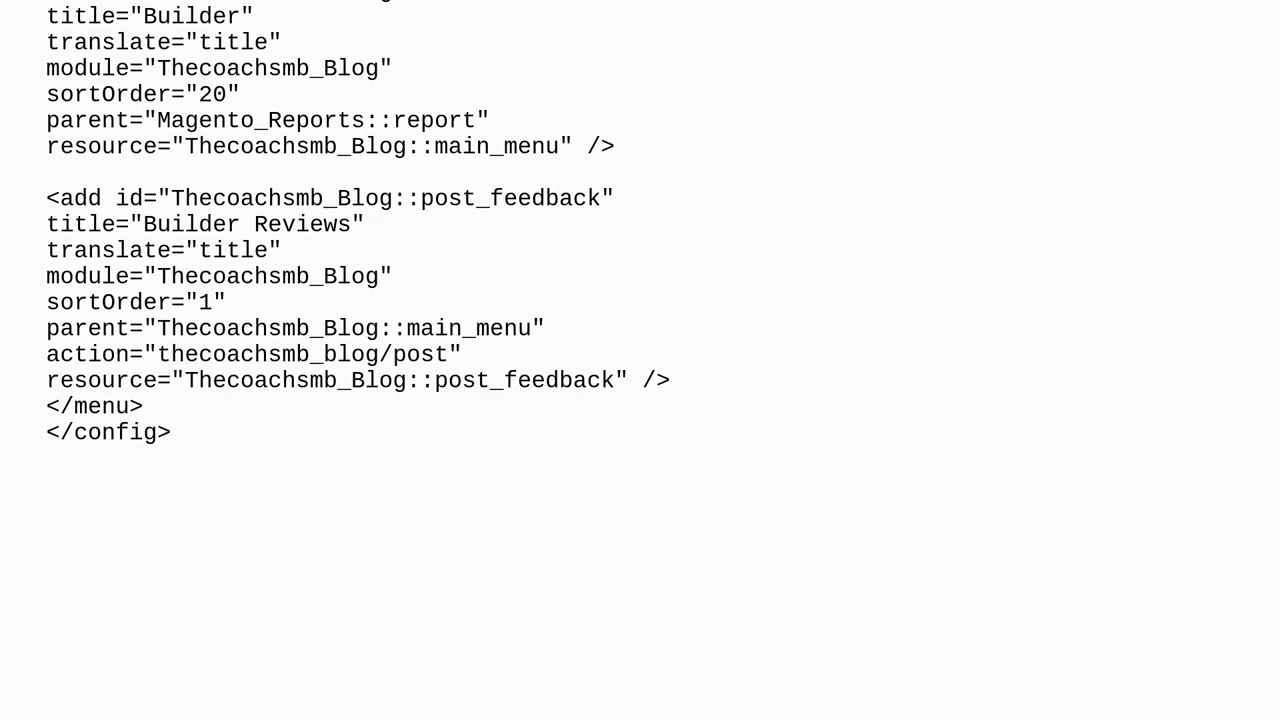 title="Builder"
translate="title"
module="Thecoachsmb_Blog"
sortOrder="20"
parent="Magento_Reports::report"
resource="Thecoachsmb_Blog::main_menu" />
<add id="Thecoachsmb_Blog::post_feedback"
title="Builder Reviews"
translate="title"
module="Thecoachsmb_Blog"
sortOrder="1"
parent="Thecoachsmb_Blog::main_menu"
action="thecoachsmb_blog/post"
resource="Thecoachsmb_Blog::post_feedback" />
</menu>
</config>